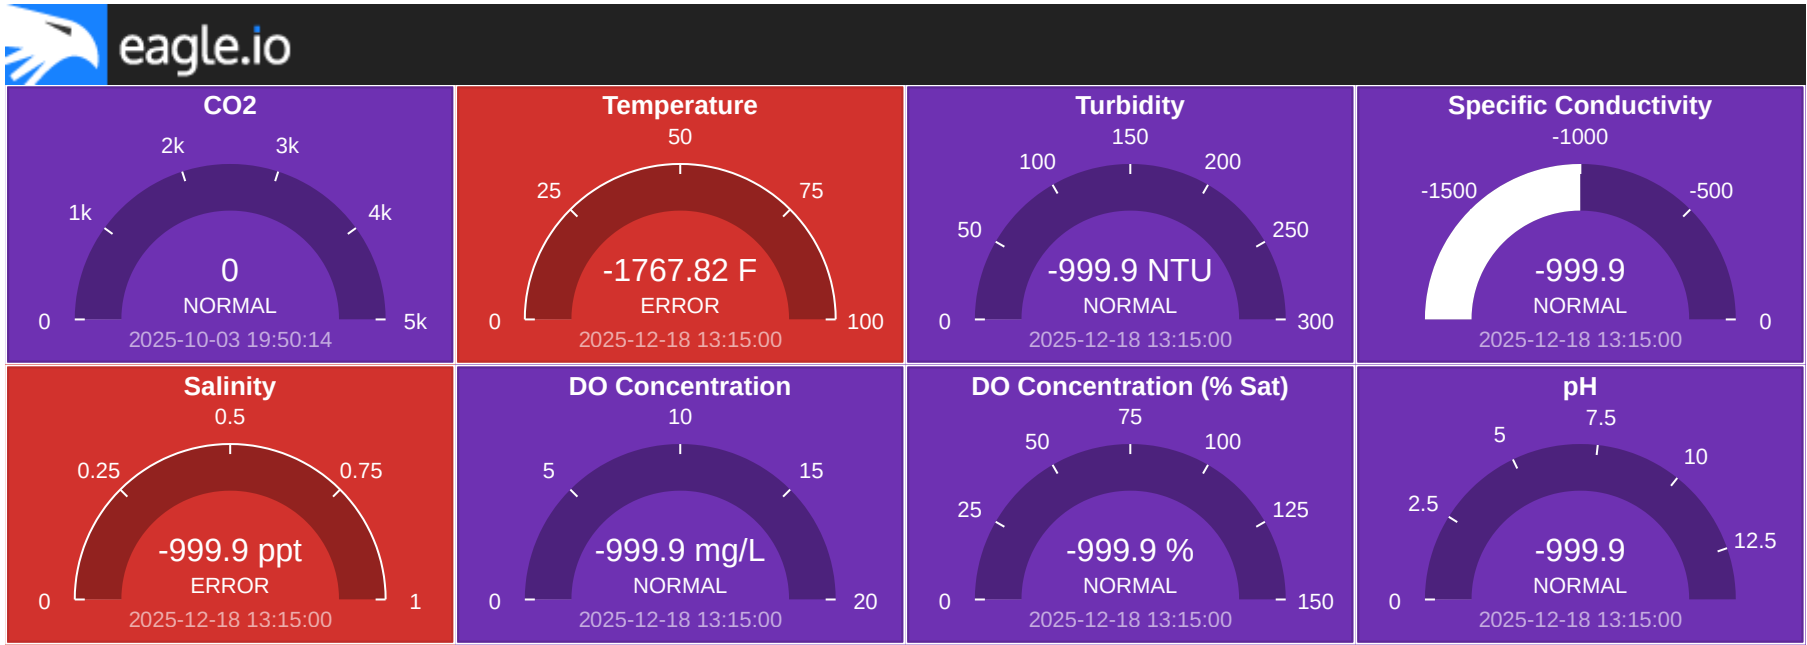 eagle.io
CO2
2k
3k
1k
4k
0
NORMAL
0
5k
2025-10-03 19:50:14
Temperature
50
25
75
-1767.82 F
ERROR
0
100
2025-12-18 13:15:00
Turbidity
150
100
200
50
250
-999.9 NTU
NORMAL
0
300
2025-12-18 13:15:00
Specific Conductivity
-1000
-1500
-500
-999.9
NORMAL
0
2025-12-18 13:15:00
Salinity
0.5
0.25
0.75
-999.9 ppt
ERROR
0
1
2025-12-18 13:15:00
DO Concentration
10
5
15
-999.9 mg/L
NORMAL
0
20
2025-12-18 13:15:00
DO Concentration (% Sat)
75
50
100
25
125
-999.9 %
NORMAL
0
150
2025-12-18 13:15:00
pH
7.5
5
10
2.5
12.5
-999.9
NORMAL
0
2025-12-18 13:15:00